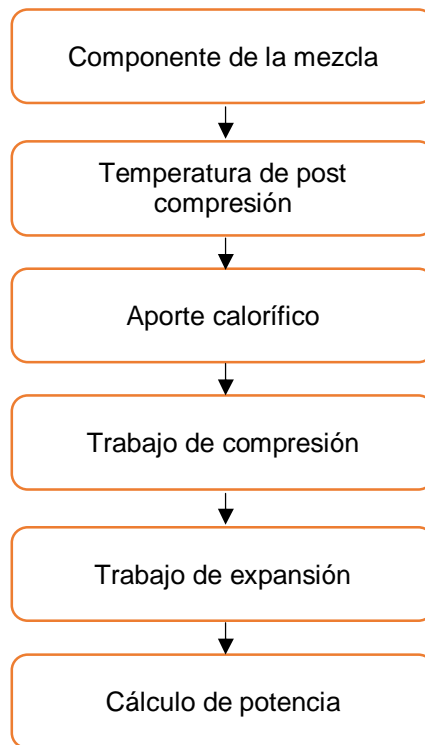 Componente de la mezcla
Temperatura de post
compresión
Aporte calorífico
Trabajo de compresión
Trabajo de expansión
Cálculo de potencia